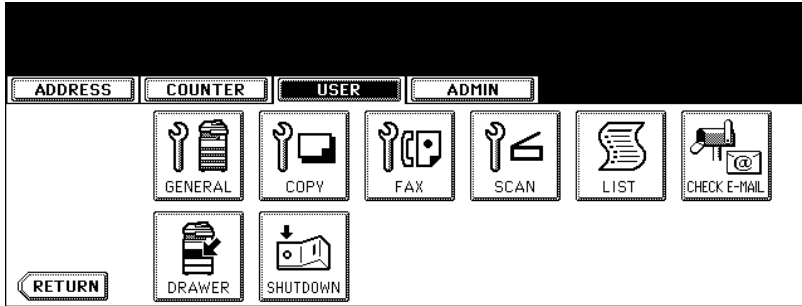 ADDRESS COUNTER USER ADMIN
GENERAL COPY FAX SCAN LIST CHECK E-MAIL
@
RETURN DRAWER SHUTDOWN